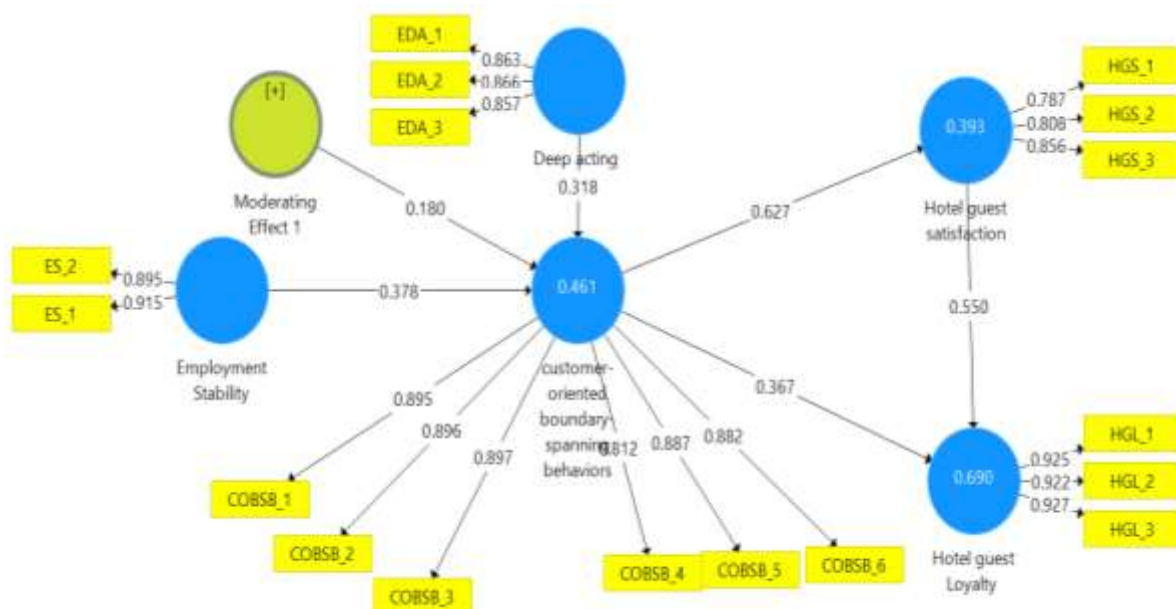 EDA_1
EDA_2
EDA_3
0.863
0.866
0.857
Deep acting
0.318
[+]
Moderating
Effect 1
0.180
HGS_1
HGS_2
HGS_3
0.787
0.808
0.856
0.393
Hotel guest
satisfaction
0.627
ES_2
ES_1
0.895
0.915
Employment
Stability
0.378
0.461
customer-
oriented
boundary-
spanning
behaviors
0.550
0.367
0.895
0.896
0.897
0.812
0.887
0.882
COBSB_1
COBSB_2
COBSB_3
COBSB_4
COBSB_5
COBSB_6
0.690
Hotel guest
Loyalty
0.925
0.922
0.927
HGL_1
HGL_2
HGL_3